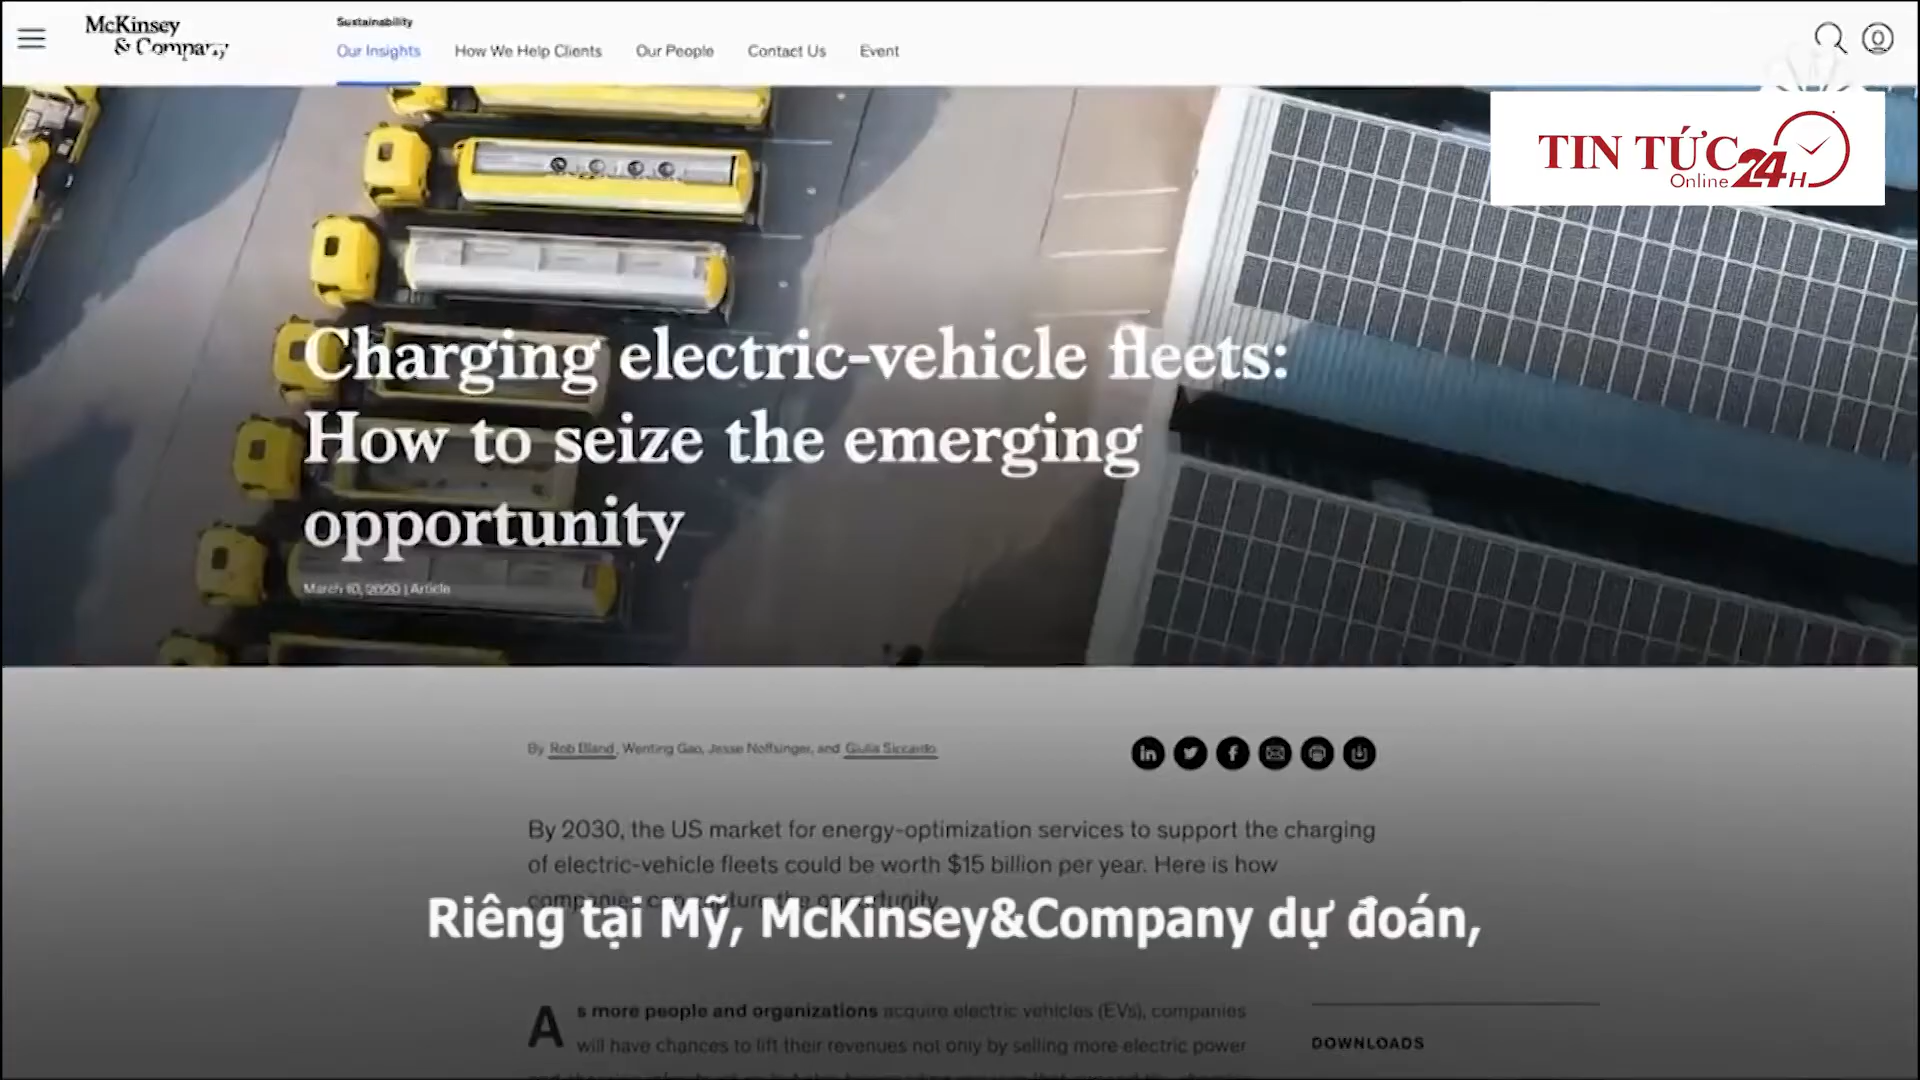 McKinsey
& Company
Sustainability
Our Insights
How We Help Clients
Our People
Contact Us
Event
TIN TỨC 24H
Online
Charging electric-vehicle fleets:
How to seize the emerging
opportunity
March 10, 2020 | Article
By Rob Bland, Wenting Gao, Jesse Noffsinger, and Giulia Siccardo
By 2030, the US market for energy-optimization services to support the charging
of electric-vehicle fleets could be worth $15 billion per year. Here is how
companies can capture the opportunity.
Riêng tại Mỹ, McKinsey&Company dự đoán,
As more people and organizations acquire electric vehicles (EVs), companies
will have chances to lift their revenues not only by selling more electric power
DOWNLOADS